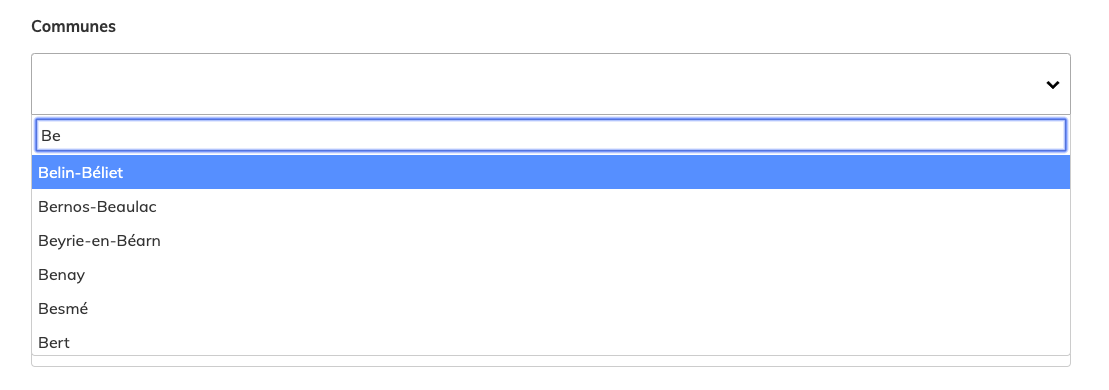 Communes
Be
Belin-Béliet
Bernos-Beaulac
Beyrie-en-Béarn
Benay
Besmé
Bert